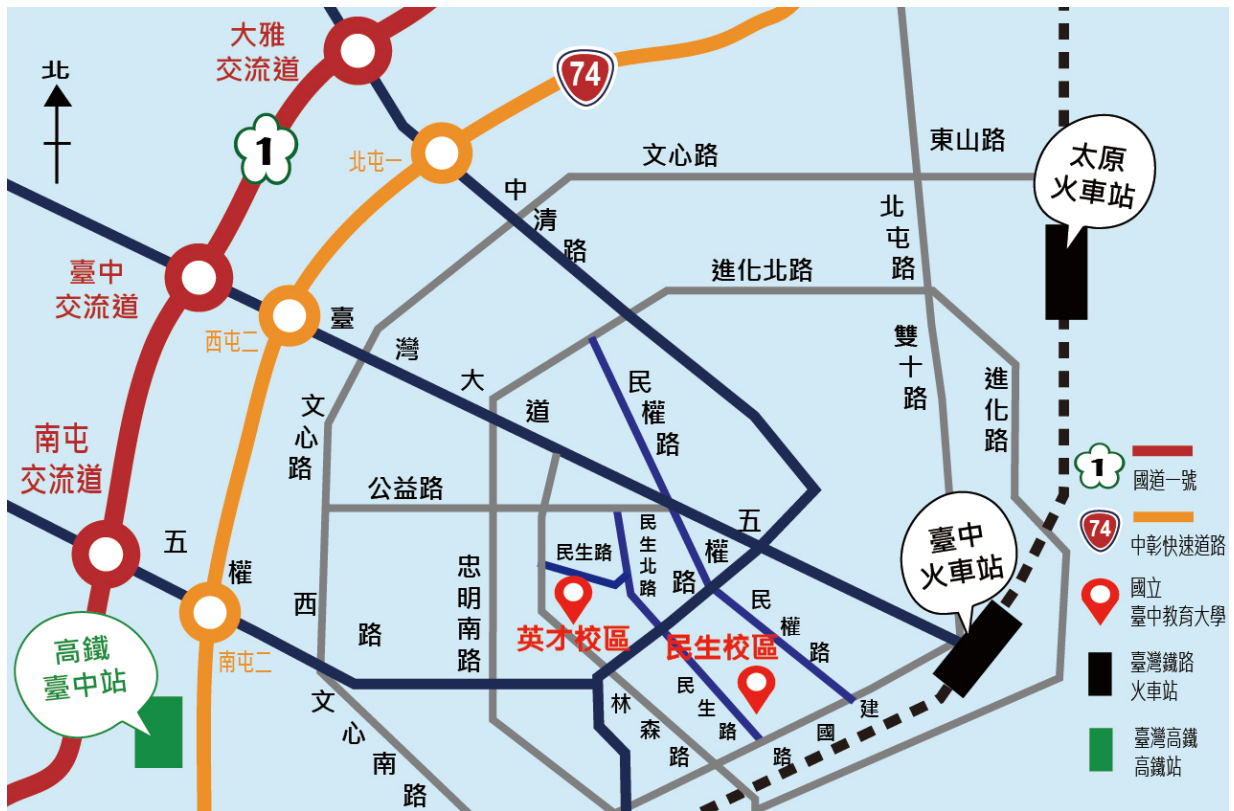 大雅
交流道
北
74
1
北屯一
文心路
東山路
太原
火車站
中清路
北屯路
臺中
交流道
進化北路
西屯二
臺灣大道
雙十路
民權路
進化路
文心路
南屯
交流道
公益路
1
國道一號
五權西路
五權路
民生北路
民生路
臺中
火車站
74
中彰快速道路
忠明南路
國立
臺中教育大學
英才校區
民生校區
民權路
高鐵
臺中站
南屯二
臺灣鐵路
火車站
文心南路
林森路
民生路
建國路
臺灣高鐵
高鐵站